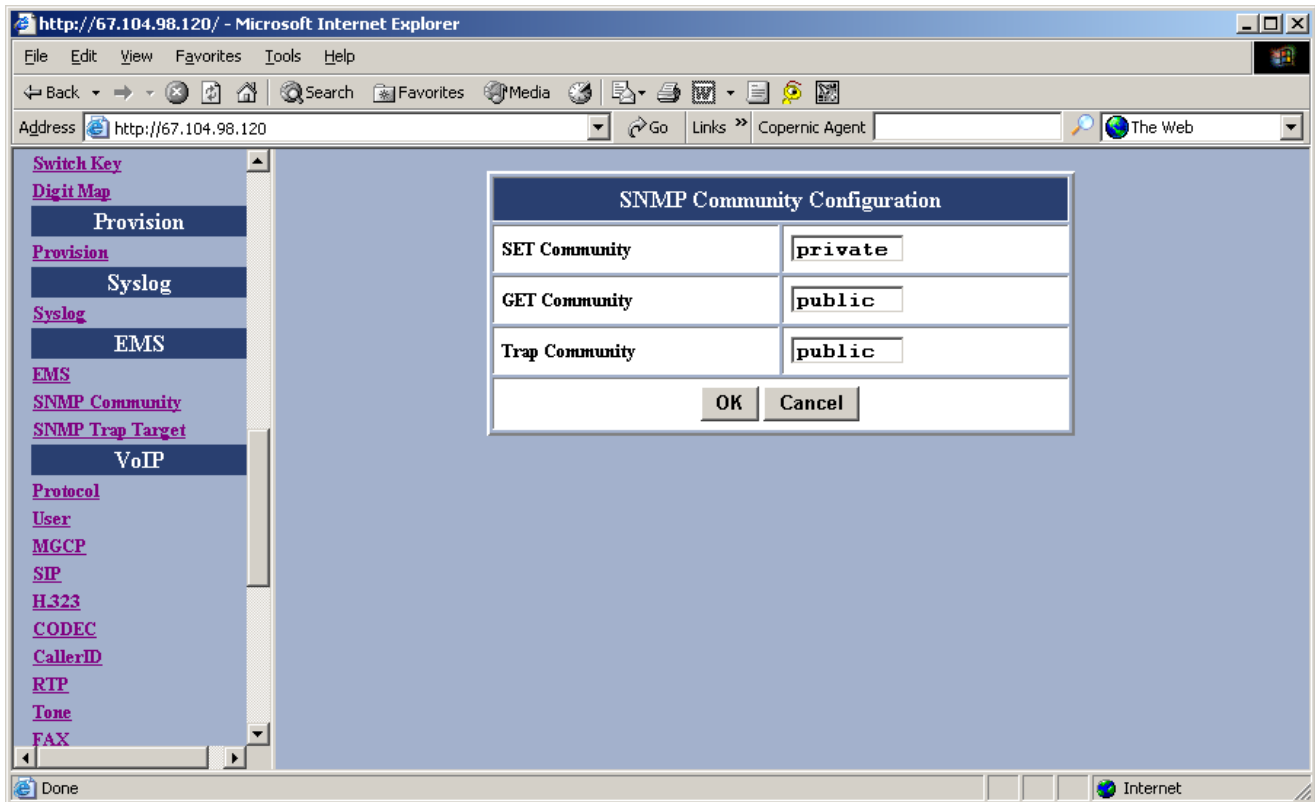 http://67.104.98.120/ - Microsoft Internet Explorer
File Edit View Favorites Tools Help
Back Search Favorites Media
Address http://67.104.98.120 Go Links » Copernic Agent The Web
Switch Key
Digit Map
Provision
Provision
Syslog
Syslog
EMS
EMS
SNMP Community
SNMP Trap Target
VoIP
Protocol
User
MGCP
SIP
H.323
CODEC
CallerID
RTP
Tone
FAX
SNMP Community Configuration
SET Community private
GET Community public
Trap Community public
OK Cancel
Done Internet